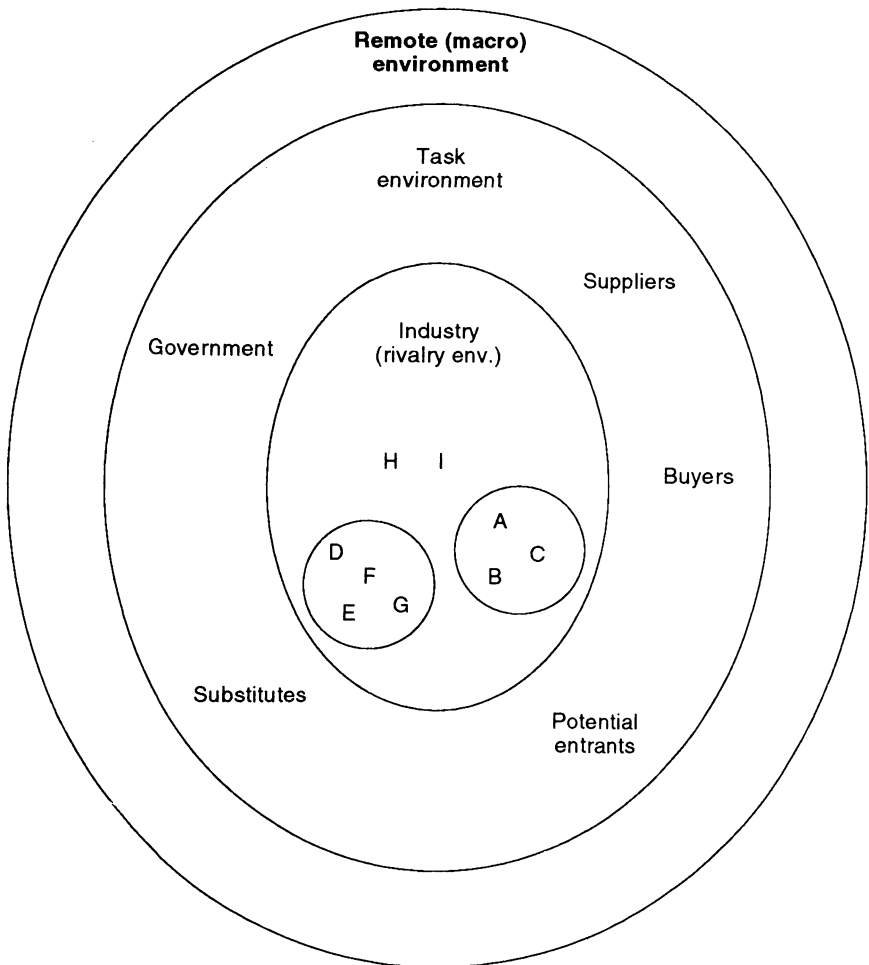 Remote (macro)
environment
Task
environment
Suppliers
Industry
(rivalry env.)
Government
H I
Buyers
A
D
C
F
B
E
G
Substitutes
Potential
entrants